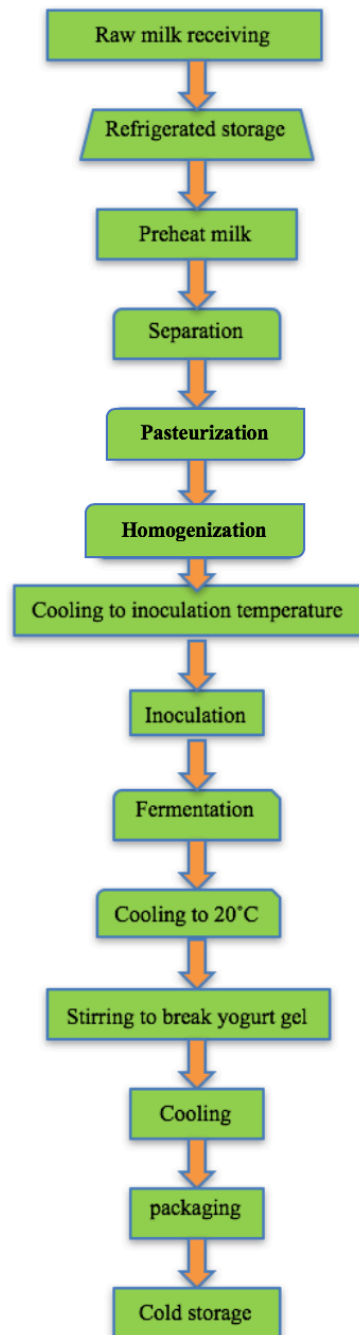 Raw milk receiving
Refrigerated storage
Preheat milk
Separation
Pasteurization
Homogenization
Cooling to inoculation temperature
Inoculation
Fermentation
Cooling to 20˚C
Stirring to break yogurt gel
Cooling
packaging
Cold storage